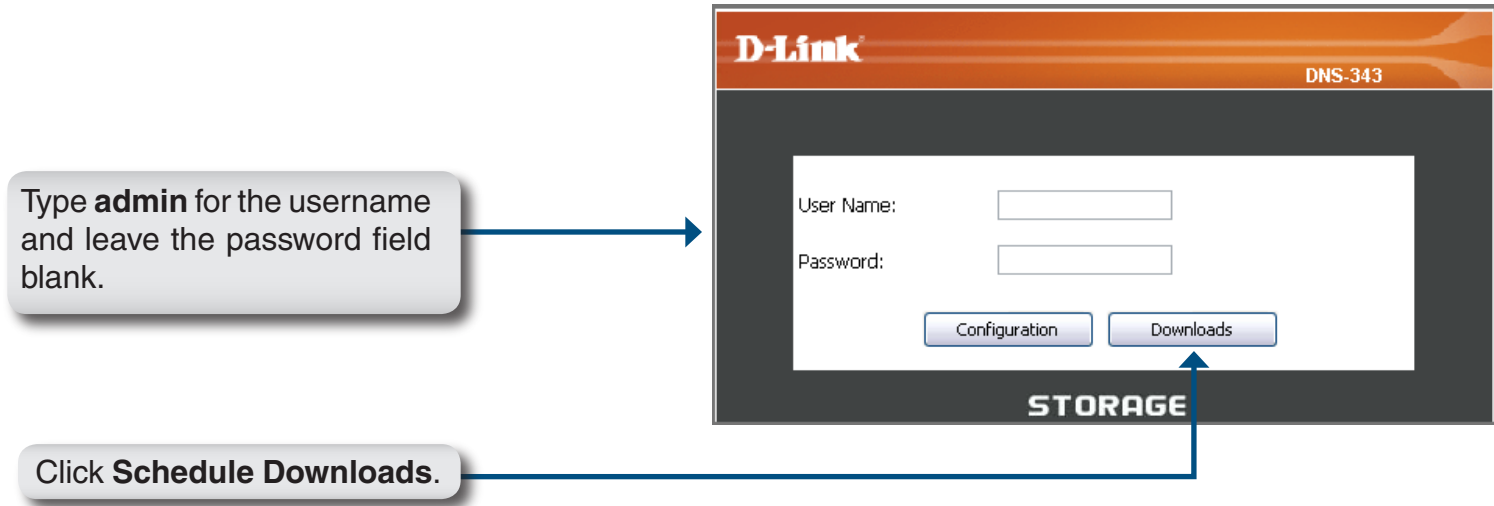 D-Link
DNS-343
Type admin for the username
and leave the password field
blank.
User Name:
Password:
Configuration
Downloads
STORAGE
Click Schedule Downloads.